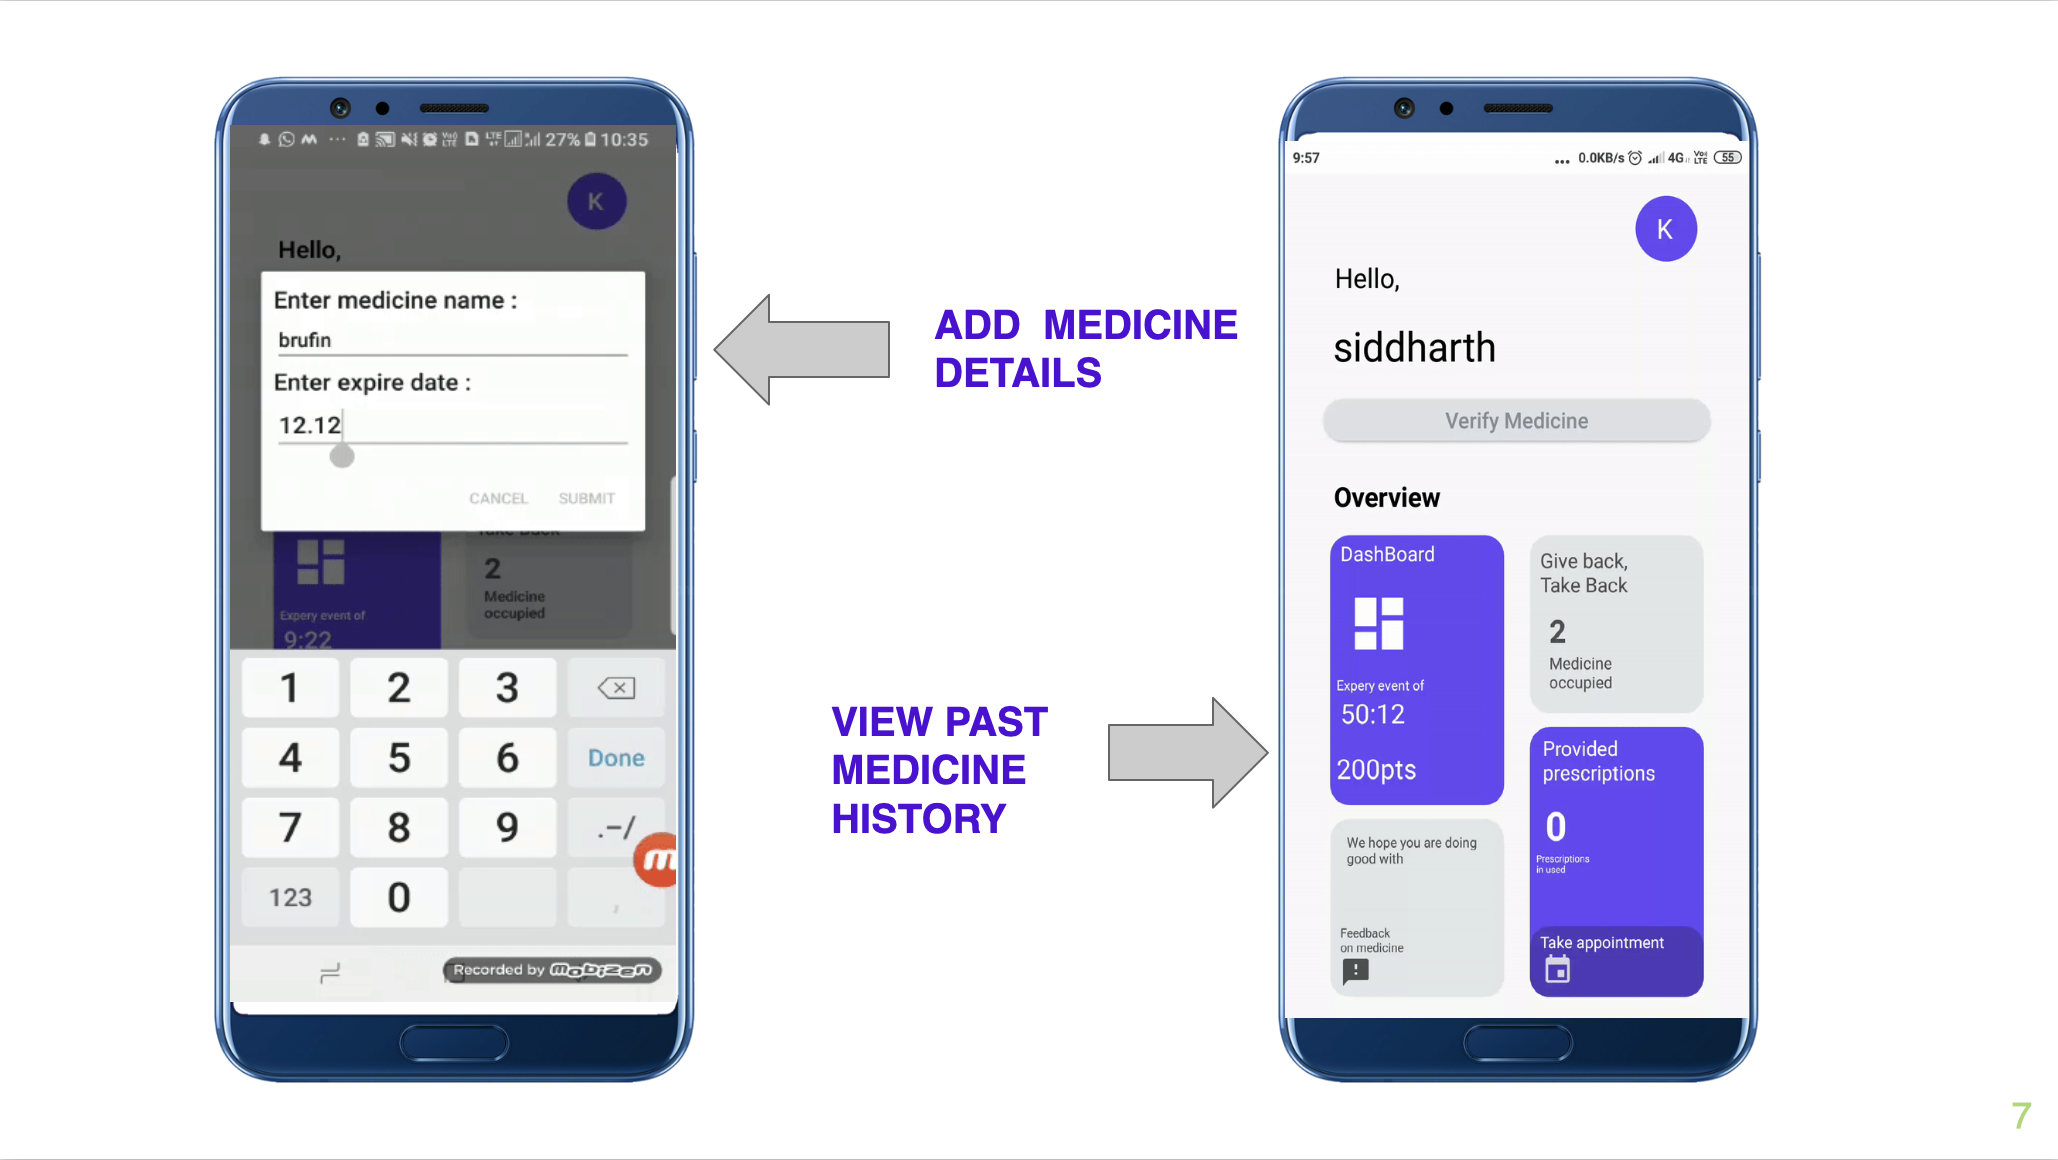 27% 10:35
K
Hello,
Enter medicine name :
brufin
Enter expire date :
12.12
CANCEL SUBMIT
Take Back
2
Medicine
occupied
Expery event of
9:22
1 2 3
4 5 6 Done
7 8 9 .-/
m
123 0 ,
Recorded by mobizen
ADD MEDICINE
DETAILS
VIEW PAST
MEDICINE
HISTORY
9:57 ... 0.0KB/s 4G Vo) LTE 55
K
Hello,
siddharth
Verify Medicine
Overview
DashBoard
Expery event of
50:12
200pts
Give back,
Take Back
2
Medicine
occupied
We hope you are doing
good with
Feedback
on medicine
Provided
prescriptions
0
Prescriptions
in used
Take appointment
7